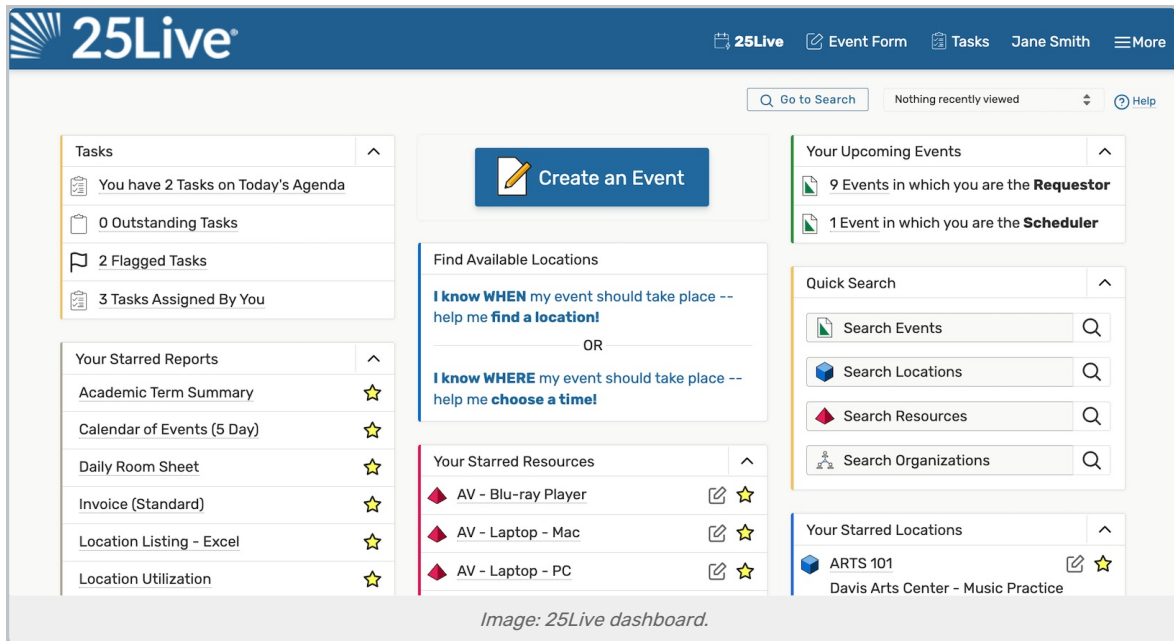 25Live®
25Live
Event Form
Tasks
Jane Smith
More
Go to Search
Nothing recently viewed
Help
Tasks
You have 2 Tasks on Today's Agenda
0 Outstanding Tasks
2 Flagged Tasks
3 Tasks Assigned By You
Your Starred Reports
Academic Term Summary
Calendar of Events (5 Day)
Daily Room Sheet
Invoice (Standard)
Location Listing - Excel
Location Utilization
Create an Event
Find Available Locations
I know WHEN my event should take place --
help me find a location!
OR
I know WHERE my event should take place --
help me choose a time!
Your Starred Resources
AV - Blu-ray Player
AV - Laptop - Mac
AV - Laptop - PC
Your Upcoming Events
9 Events in which you are the Requestor
1 Event in which you are the Scheduler
Quick Search
Search Events
Search Locations
Search Resources
Search Organizations
Your Starred Locations
ARTS 101
Davis Arts Center - Music Practice
Image: 25Live dashboard.